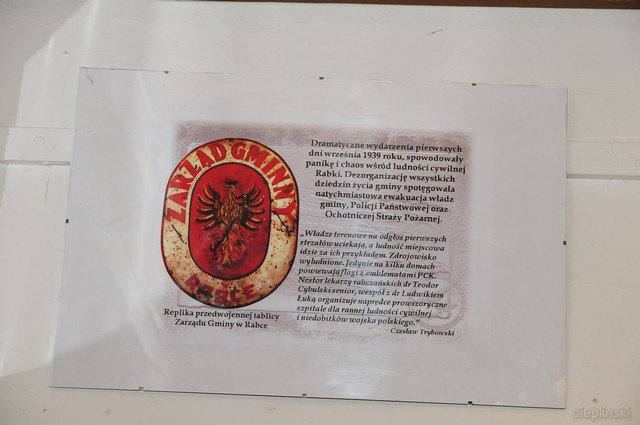 ZARZĄD GMINNY
RABCE
Replika przedwojennej tablicy
Zarządu Gminy w Rabce
Dramatyczne wydarzenia pierwszych
dni września 1939 roku, spowodowały
panikę i chaos wśród ludności cywilnej
Rabki. Dezorganizację wszystkich
dziedzin życia gminy spotęgowała
natychmiastowa ewakuacja władz
gminy, Policji Państwowej oraz
Ochotniczej Straży Pożarnej.
„Władze terenowe na odgłos pierwszych
strzałów uciekają, a ludność miejscowa
idzie za ich przykładem. Zdrojowisko
wyludnione. Jedynie na kilku domach
powiewają flagi z emblematami PCK.
Nestor lekarzy rabczańskich dr Teodor
Cybulski senior, wespół z dr Ludwikiem
Łuką organizuje naprędce prowizoryczne
szpitale dla rannej ludności cywilnej
i niedobitków wojska polskiego."
Czesław Trybowski
cieplinski